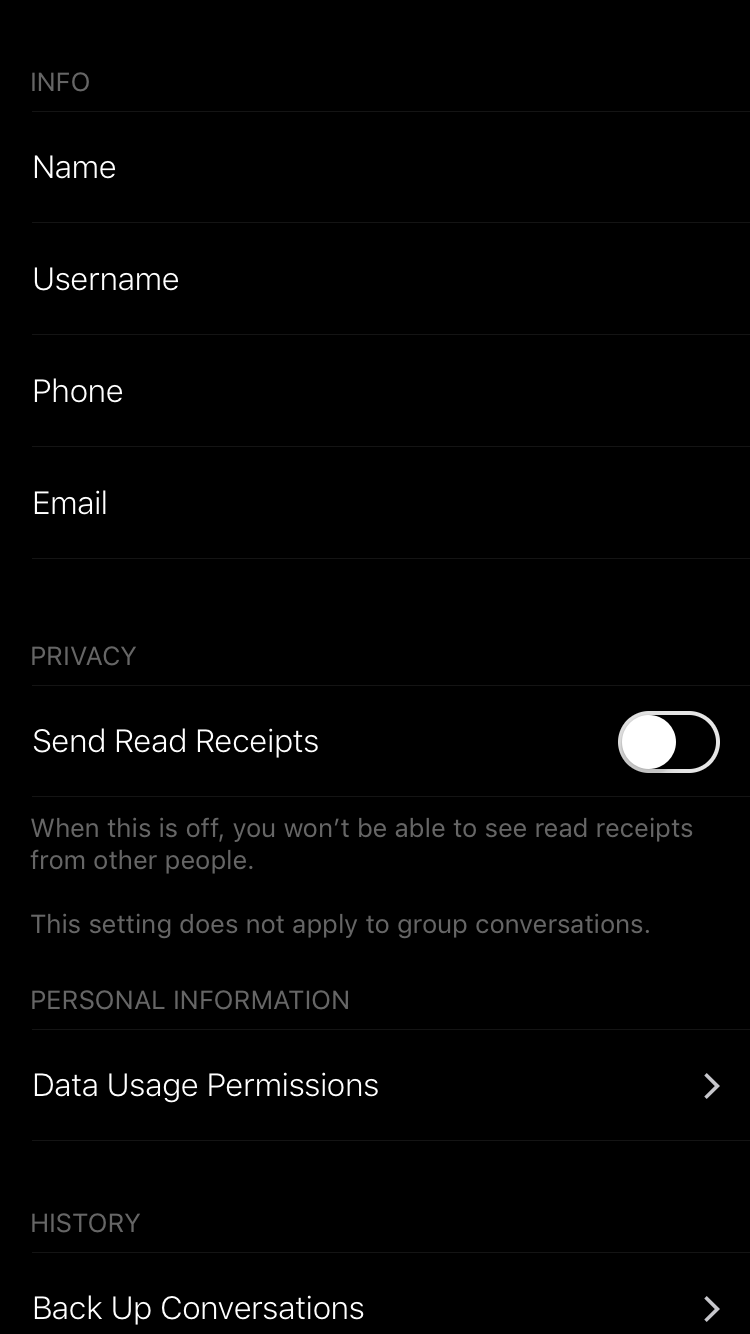 INFO
Name
Username
Phone
Email
PRIVACY
Send Read Receipts
When this is off, you won’t be able to see read receipts
from other people.
This setting does not apply to group conversations.
PERSONAL INFORMATION
Data Usage Permissions
HISTORY
Back Up Conversations